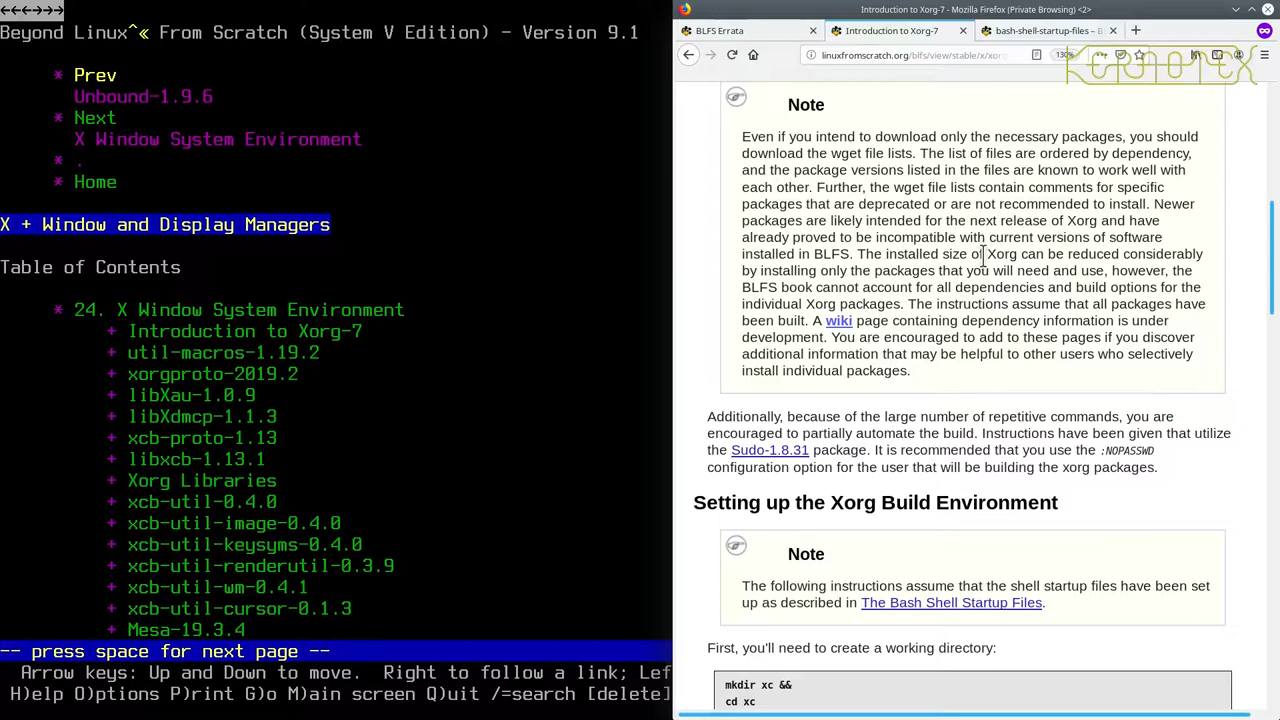 ←←←→→→
Beyond Linux^« From Scratch (System V Edition) - Version 9.1
* Prev
Unbound-1.9.6
* Next
X Window System Environment
* .
* Home
X + Window and Display Managers
Table of Contents
* 24. X Window System Environment
+ Introduction to Xorg-7
+ util-macros-1.19.2
+ xorgproto-2019.2
+ libXau-1.0.9
+ libXdmcp-1.1.3
+ xcb-proto-1.13
+ libxcb-1.13.1
+ Xorg Libraries
+ xcb-util-0.4.0
+ xcb-util-image-0.4.0
+ xcb-util-keysyms-0.4.0
+ xcb-util-renderutil-0.3.9
+ xcb-util-wm-0.4.1
+ xcb-util-cursor-0.1.3
+ Mesa-19.3.4
-- press space for next page --
Arrow keys: Up and Down to move.  Right to follow a link; Lef
H)elp O)ptions P)rint G)o M)ain screen Q)uit /=search [delete]
Introduction to Xorg-7 - Mozilla Firefox (Private Browsing) <2>
BLFS Errata
Introduction to Xorg-7
bash-shell-startup-files – B
linuxfromscratch.org/blfs/view/stable/x/xorg
130%
Note
Even if you intend to download only the necessary packages, you should
download the wget file lists. The list of files are ordered by dependency,
and the package versions listed in the files are known to work well with
each other. Further, the wget file lists contain comments for specific
packages that are deprecated or are not recommended to install. Newer
packages are likely intended for the next release of Xorg and have
already proved to be incompatible with current versions of software
installed in BLFS. The installed size of Xorg can be reduced considerably
by installing only the packages that you will need and use, however, the
BLFS book cannot account for all dependencies and build options for the
individual Xorg packages. The instructions assume that all packages have
been built. A wiki page containing dependency information is under
development. You are encouraged to add to these pages if you discover
additional information that may be helpful to other users who selectively
install individual packages.
Additionally, because of the large number of repetitive commands, you are
encouraged to partially automate the build. Instructions have been given that utilize
the Sudo-1.8.31 package. It is recommended that you use the :NOPASSWD
configuration option for the user that will be building the xorg packages.
Setting up the Xorg Build Environment
Note
The following instructions assume that the shell startup files have been set
up as described in The Bash Shell Startup Files.
First, you'll need to create a working directory:
mkdir xc &&
cd xc